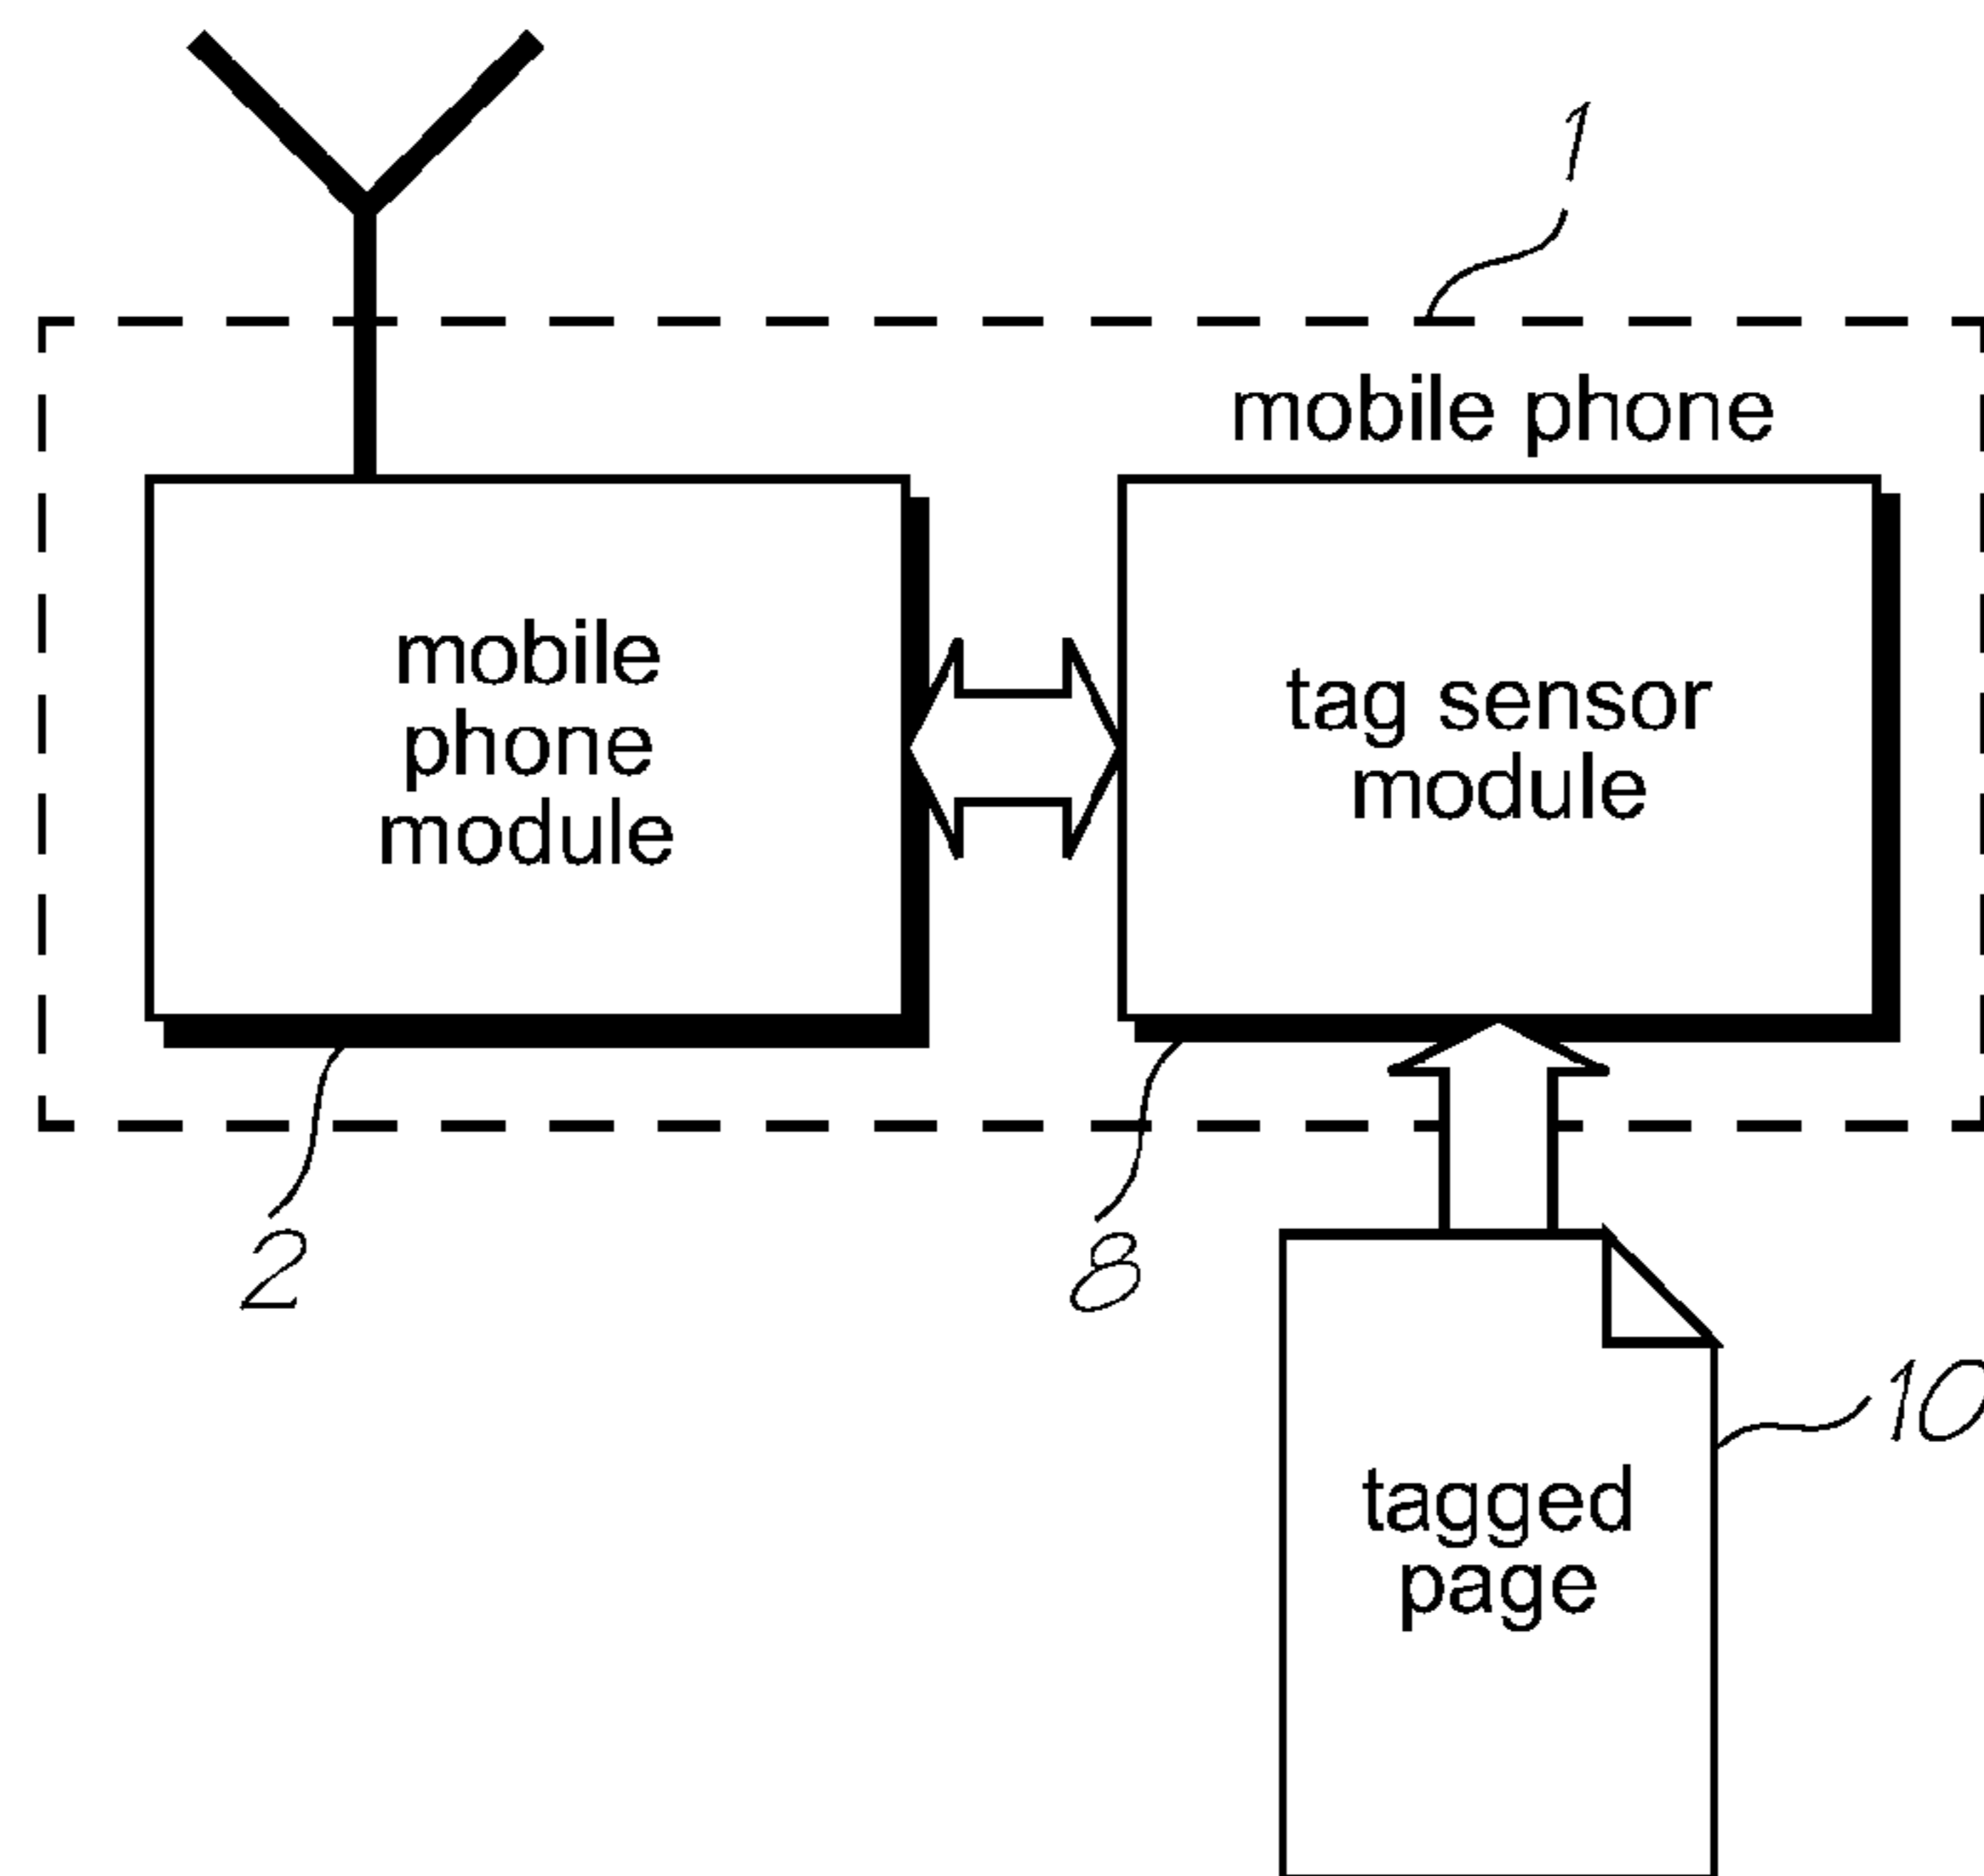 1
mobile phone
mobile
phone
module
tag sensor
module
2
8
10
tagged
page